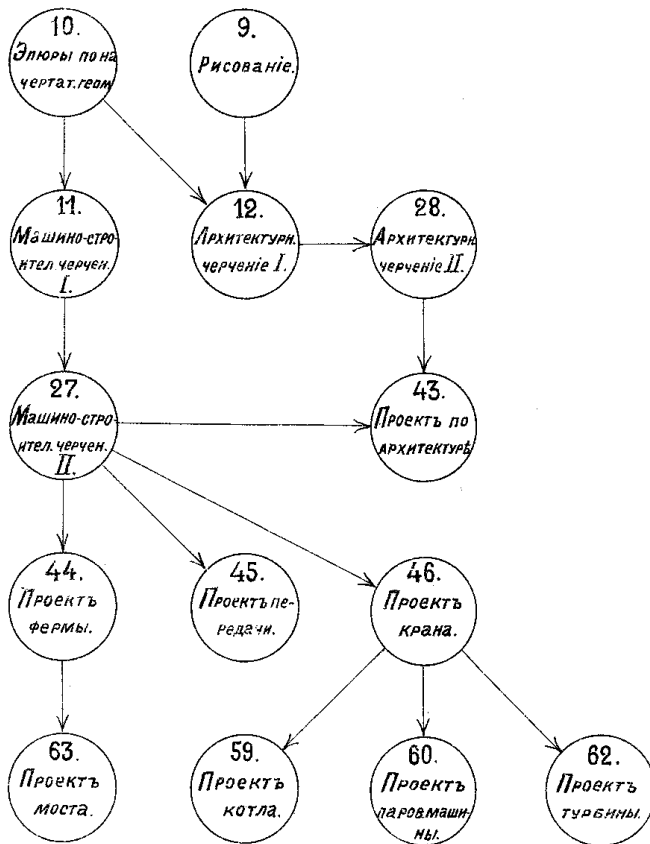 10.
Эпюры по на
чертат. геом
9.
Рисованіе.
11.
Машино-стро-
ител. черчен.
I.
12.
Архитектурн.
черченіе I.
28.
Архитектурн.
черченіе II.
27.
Машино-стро-
ител. черчен.
II.
43.
Проектъ по
архитектурѣ
44.
Проектъ
фермы.
45.
Проектъ пе-
редачи.
46.
Проектъ
крана.
63.
Проектъ
моста.
59.
Проектъ
котла.
60.
Проектъ
паров. маши-
ны.
62.
Проектъ
турбины.